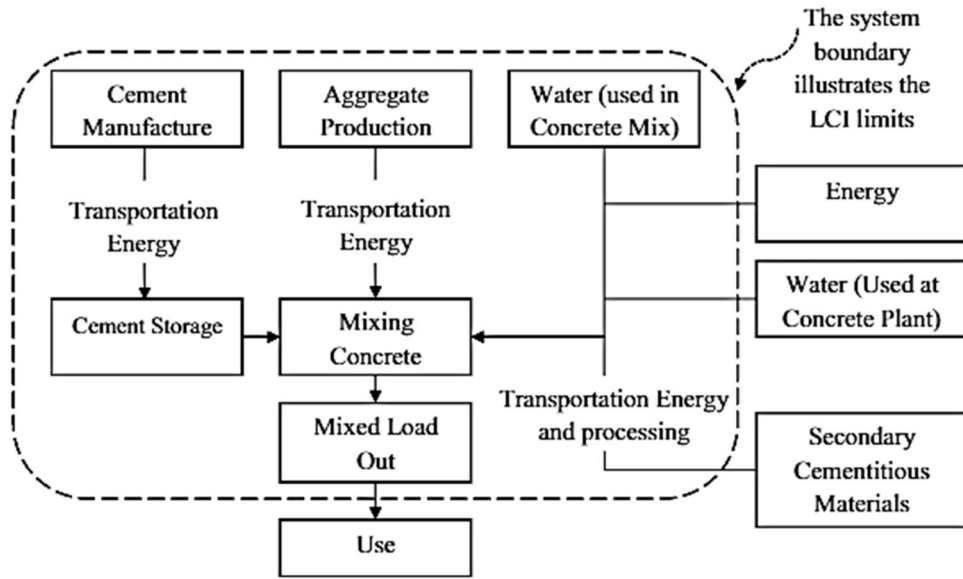 The system
boundary
illustrates the
LCI limits
Cement
Manufacture
Aggregate
Production
Water (used in
Concrete Mix)
Energy
Transportation
Energy
Transportation
Energy
Water (Used at
Concrete Plant)
Cement Storage
Mixing
Concrete
Transportation Energy
and processing
Mixed Load
Out
Secondary
Cementitious
Materials
Use